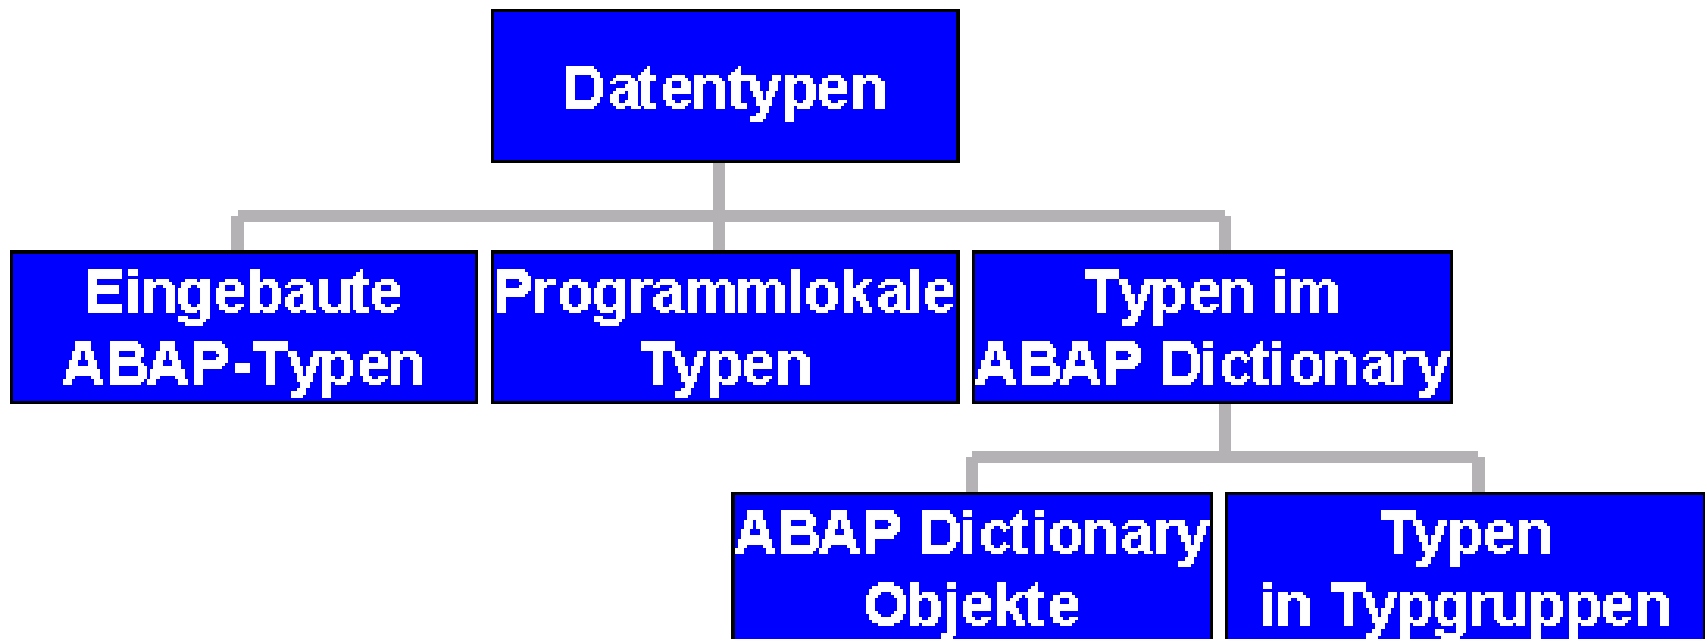 Datentypen
Eingebaute
ABAP-Typen
Programmlokale
Typen
Typen im
ABAP Dictionary
ABAP Dictionary
Objekte
Typen
in Typgruppen